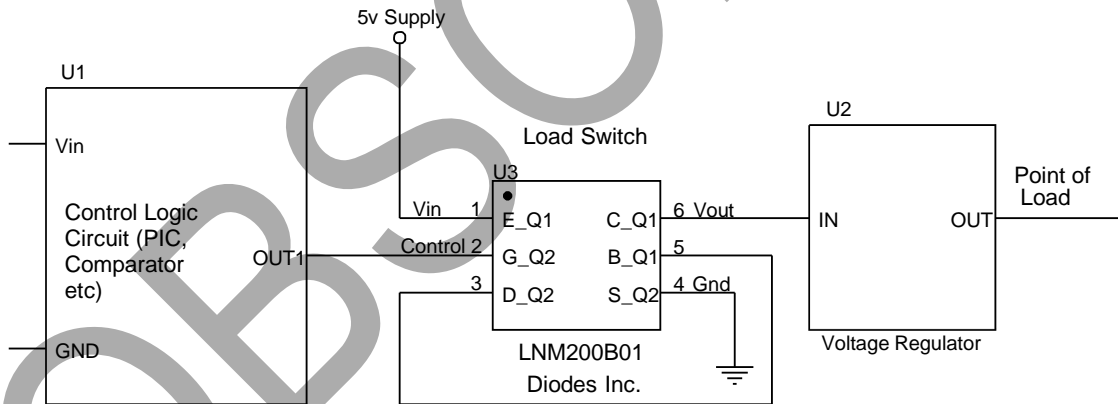 5v Supply
U1
Vin
Control Logic
Circuit (PIC,
Comparator
etc)
OUT1
GND
Load Switch
U3
Vin 1
Control 2
3
E_Q1
G_Q2
D_Q2
C_Q1
B_Q1
S_Q2
6 Vout
5
4 Gnd
LNM200B01
Diodes Inc.
U2
IN
OUT
Voltage Regulator
Point of
Load